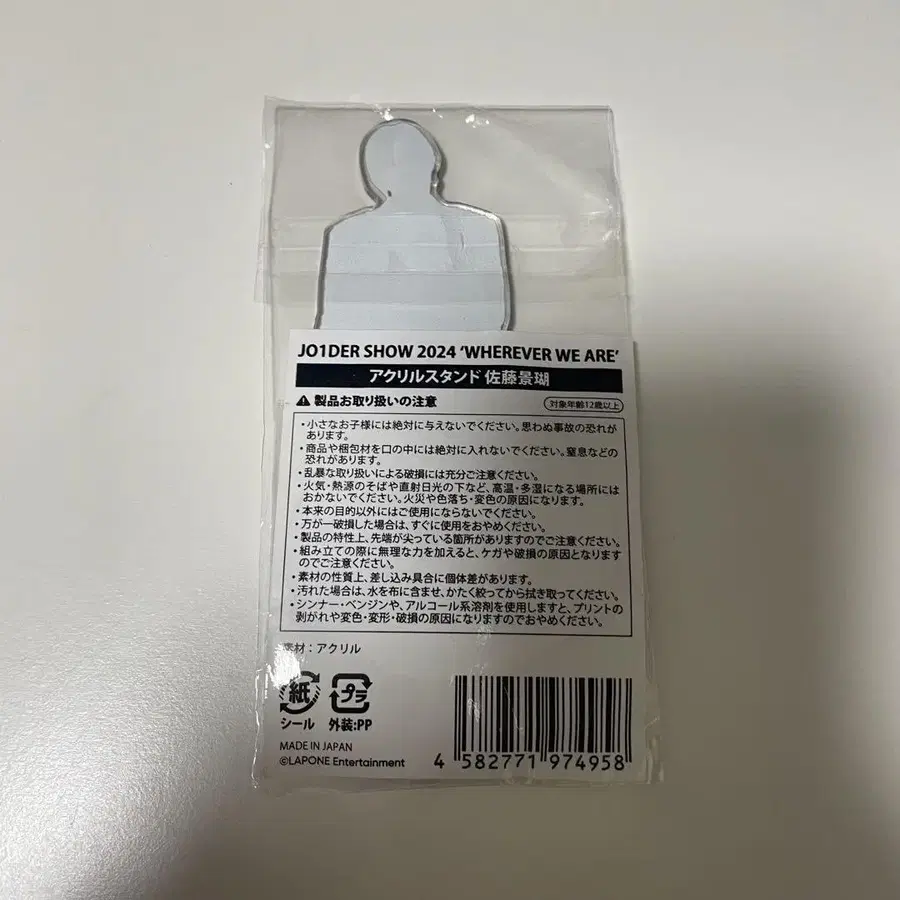 JO1DER SHOW 2024 ‘WHEREVER WE ARE’
アクリルスタンド 佐藤景瑚
⚠ 製品お取り扱いの注意
対象年齢12歳以上
・小さなお子様には絶対に与えないでください。思わぬ事故の恐れが
あります。
・商品や梱包材を口の中には絶対に入れないでください。窒息などの
恐れがあります。
・乱暴な取り扱いによる破損には充分ご注意ください。
・火気・熱源のそばや直射日光の下など、高温・多湿になる場所には
おかないでください。火災や色落ち・変色の原因になります。
・本来の目的以外にはご使用にならないでください。
・万が一破損した場合は、すぐに使用をおやめください。
・製品の特性上、先端が尖っている箇所がありますのでご注意ください。
・組み立ての際に無理な力を加えると、ケガや破損の原因となります
のでご注意ください。
・素材の性質上、差し込み具合に個体差があります。
・汚れた場合は、水を布に含ませ、かたく絞ってから拭き取ってください。
・シンナー・ベンジンや、アルコール系溶剤を使用しますと、プリントの
剥がれや変色・変形・破損の原因になりますのでおやめください。
素材：アクリル
紙 プラ
シール 外装:PP
MADE IN JAPAN
©LAPONE Entertainment
4 582771 974958